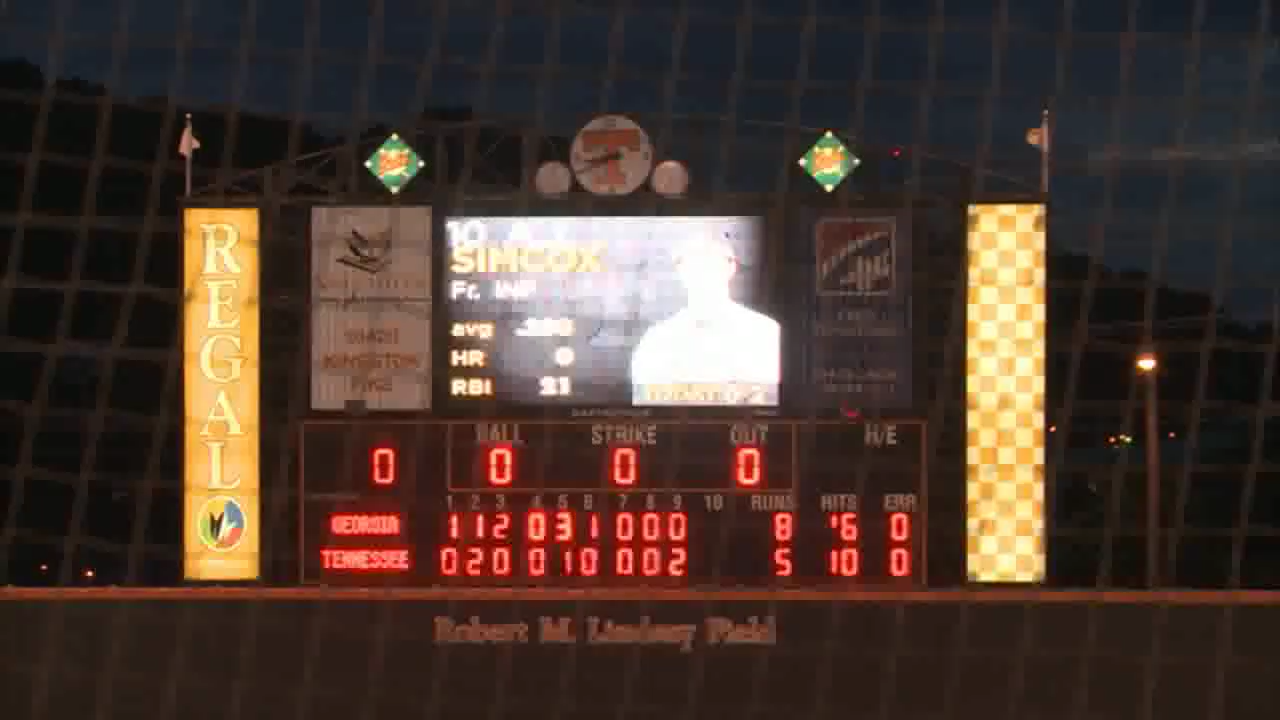 REGAL
T
10 A.J.
SIMCOX
Fr. INF
avg
HR 0
RBI 21
KINGSTON
PIKE
BALL STRIKE OUT H/E
0 0 0 0
1 2 3 4 5 6 7 8 9 10 RUNS HITS ERR
GEORGIA 1 1 2 0 3 1 0 0 0 8 16 0
TENNESSEE 0 2 0 0 1 0 0 0 2 5 10 0
Robert M. Lindsay Field